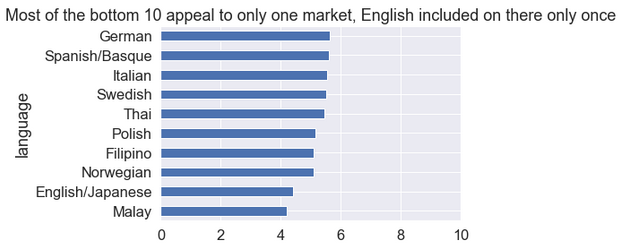 Most of the bottom 10 appeal to only one market, English included on there only once
language
German
Spanish/Basque
Italian
Swedish
Thai
Polish
Filipino
Norwegian
English/Japanese
Malay
0 2 4 6 8 10